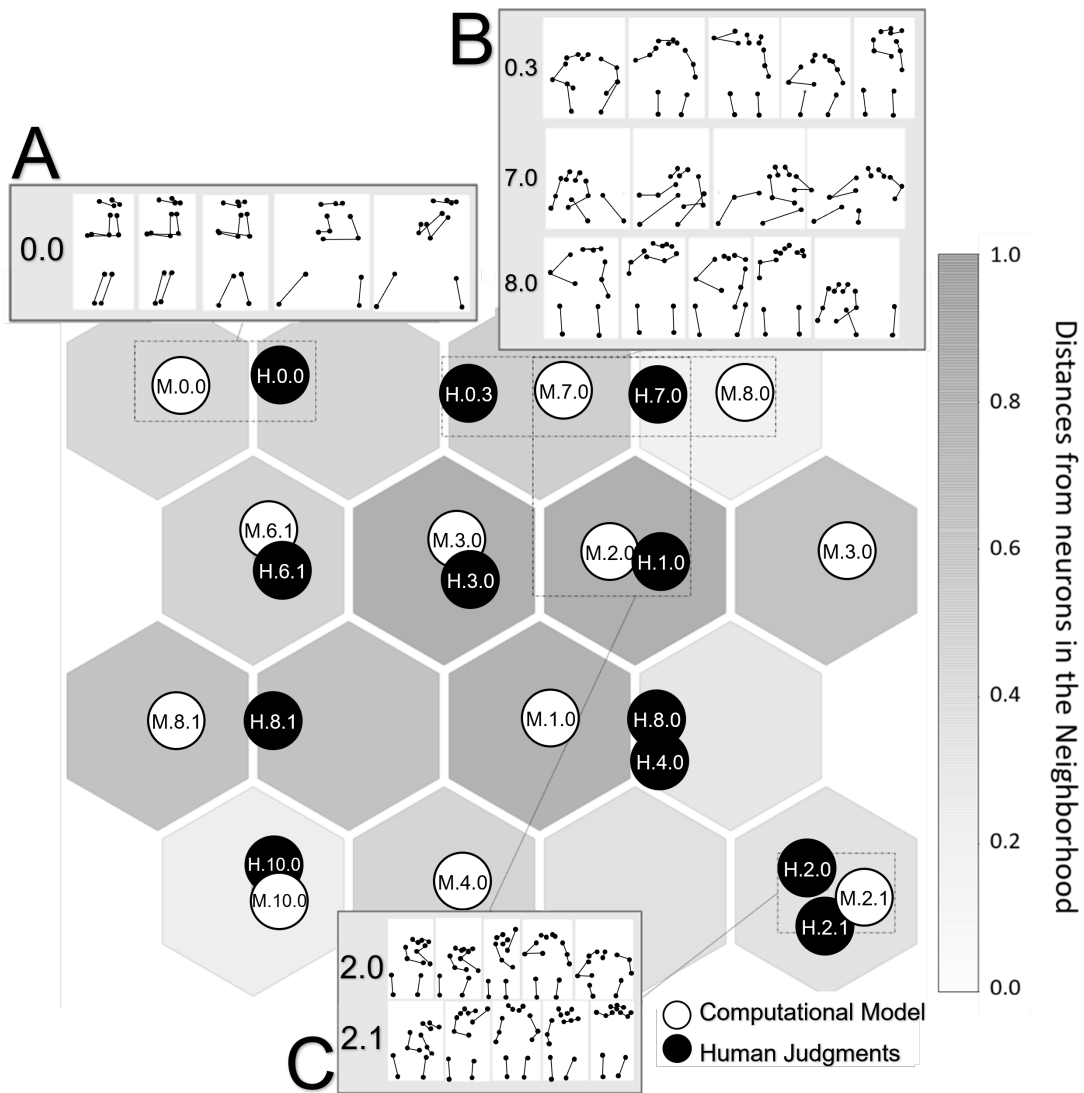 B
0.3
7.0
8.0
A
0.0
1.0
0.8
0.6
0.4
0.2
0.0
Distances from neurons in the Neighborhood
M.0.0
H.0.0
H.0.3
M.7.0
H.7.0
M.8.0
M.6.1
H.6.1
M.3.0
H.3.0
M.2.0
H.1.0
M.3.0
M.8.1
H.8.1
M.1.0
H.8.0
H.4.0
H.10.0
M.10.0
M.4.0
H.2.0
M.2.1
H.2.1
2.0
2.1
C
Computational Model
Human Judgments